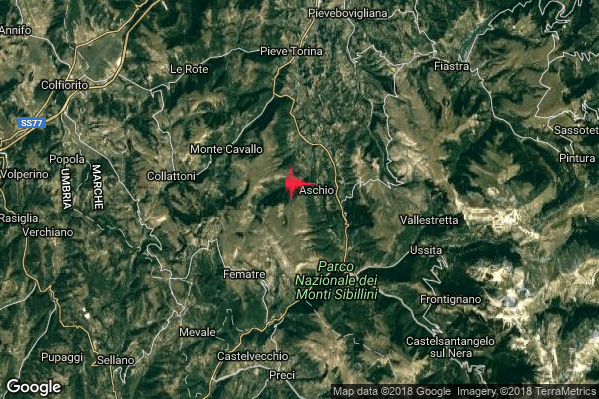 Pievebovigliana
Annifo
Pieve Torina
Le Rote
Fiastra
Colfiorito
SS77
Sassotet
Monte Cavallo
Popola
Pintura
Volperino
UMBRIA
MARCHE
Collattoni
Aschio
Rasiglia
Verchiano
Vallestretta
Ussita
Fematre
Parco
Nazionale dei
Monti Sibillini
Frontignano
Mevale
Castelsantangelo
sul Nera
Pupaggi
Sellano
Castelvecchio
Preci
Google
Map data ©2018 Google Imagery ©2018 TerraMetrics